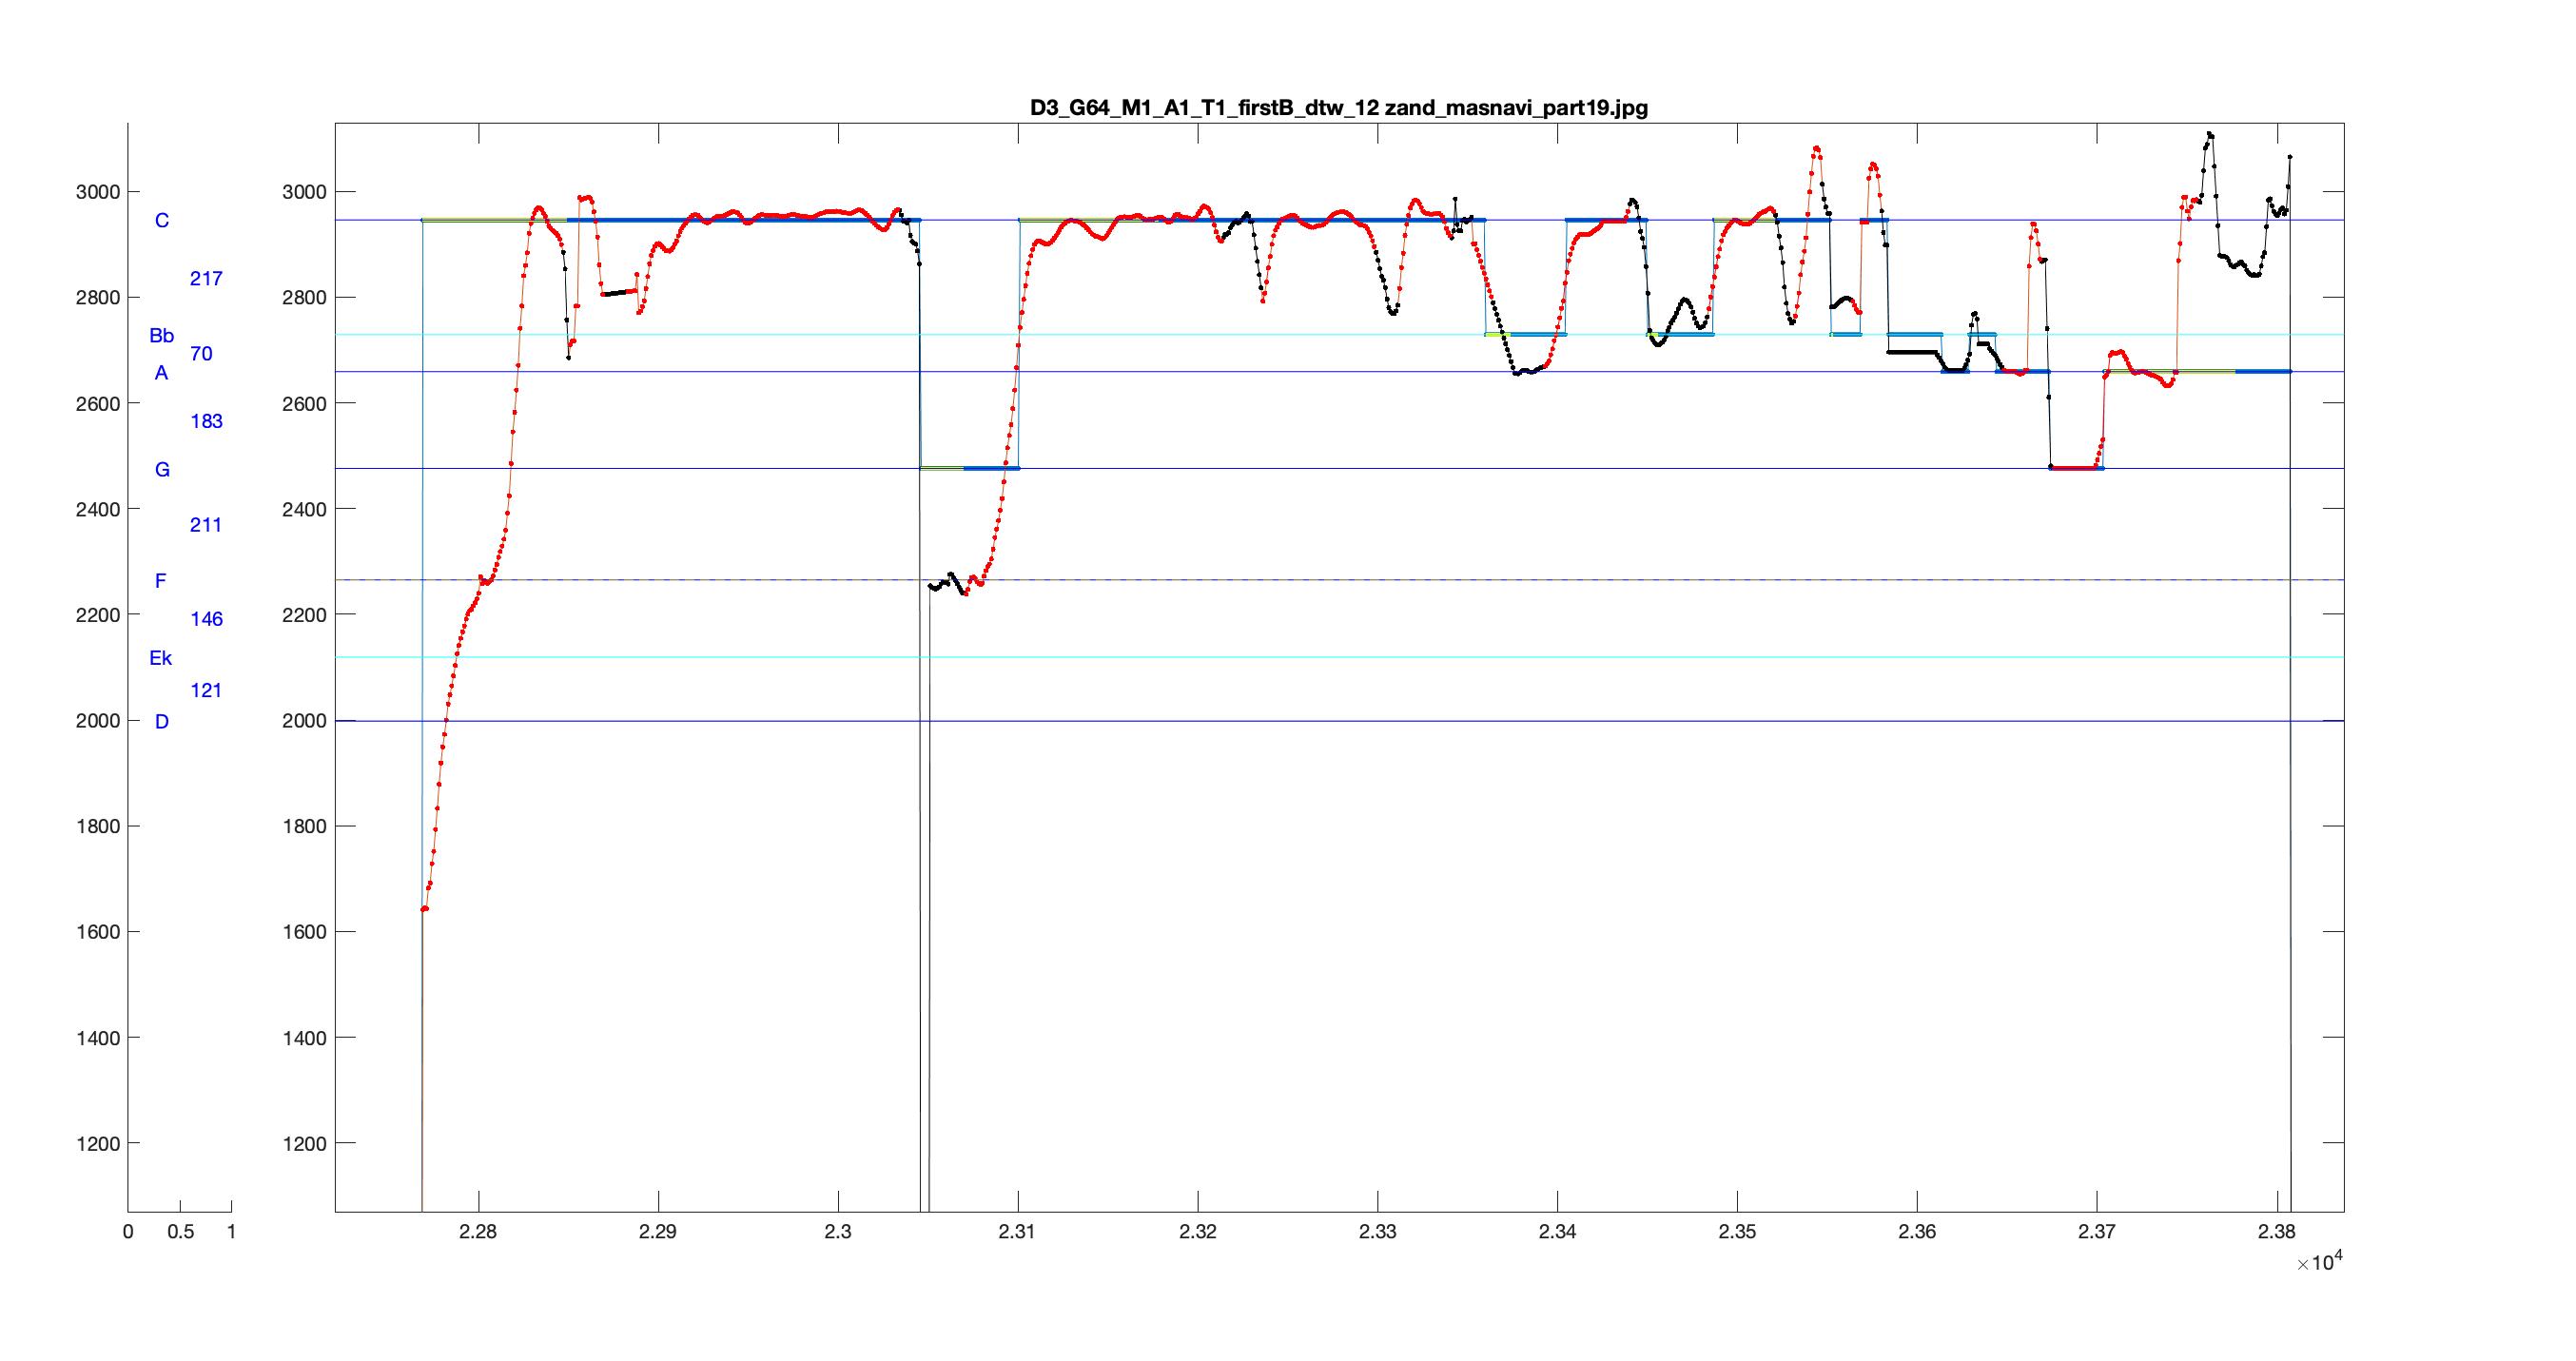 D3_G64_M1_A1_T1_firstB_dtw_12 zand_masnavi_part19.jpg
3000 3000
C
217
2800 2800
Bb
70
A
2600 2600
183
G
2400 2400
211
F
2200 2200
146
Ek
121
2000 D 2000
1800 1800
1600 1600
1400 1400
1200 1200
0 0.5 1 2.28 2.29 2.3 2.31 2.32 2.33 2.34 2.35 2.36 2.37 2.38
×10^4